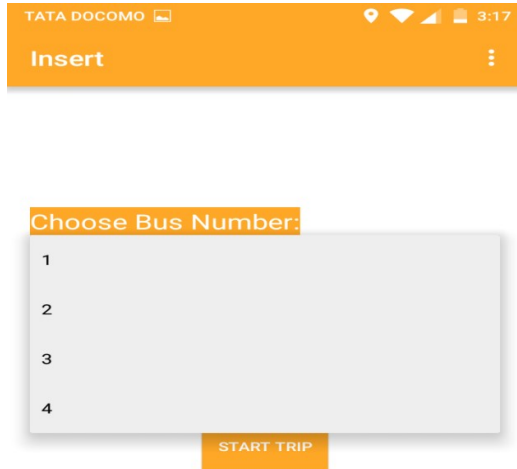 TATA DOCOMO 3:17
Insert
Choose Bus Number:
1
2
3
4
START TRIP